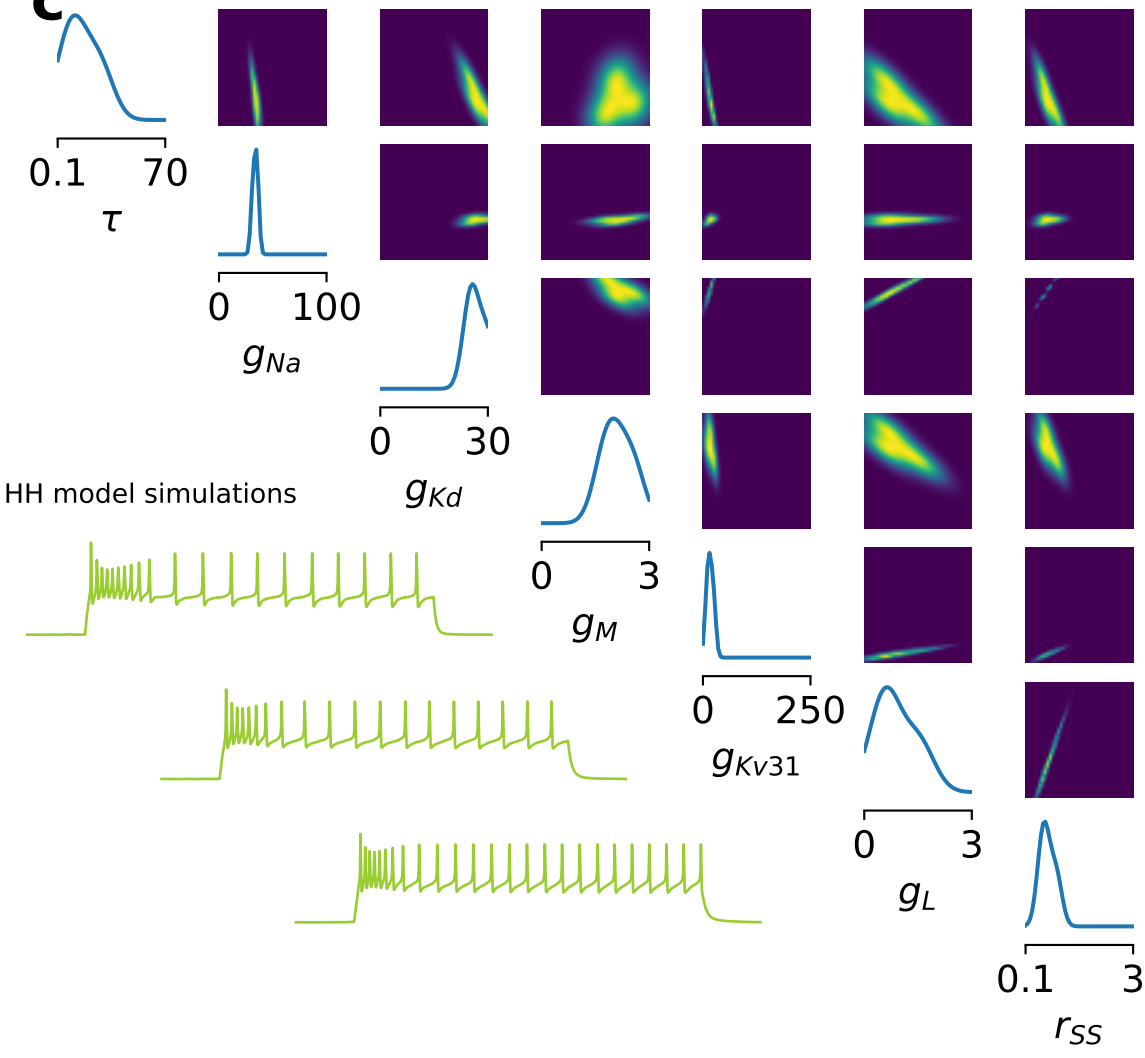 c
0.1 70
τ
0 100
g_Na
0 30
g_Kd
HH model simulations
0 3
g_M
0 250
g_Kv31
0 3
g_L
0.1 3
r_SS